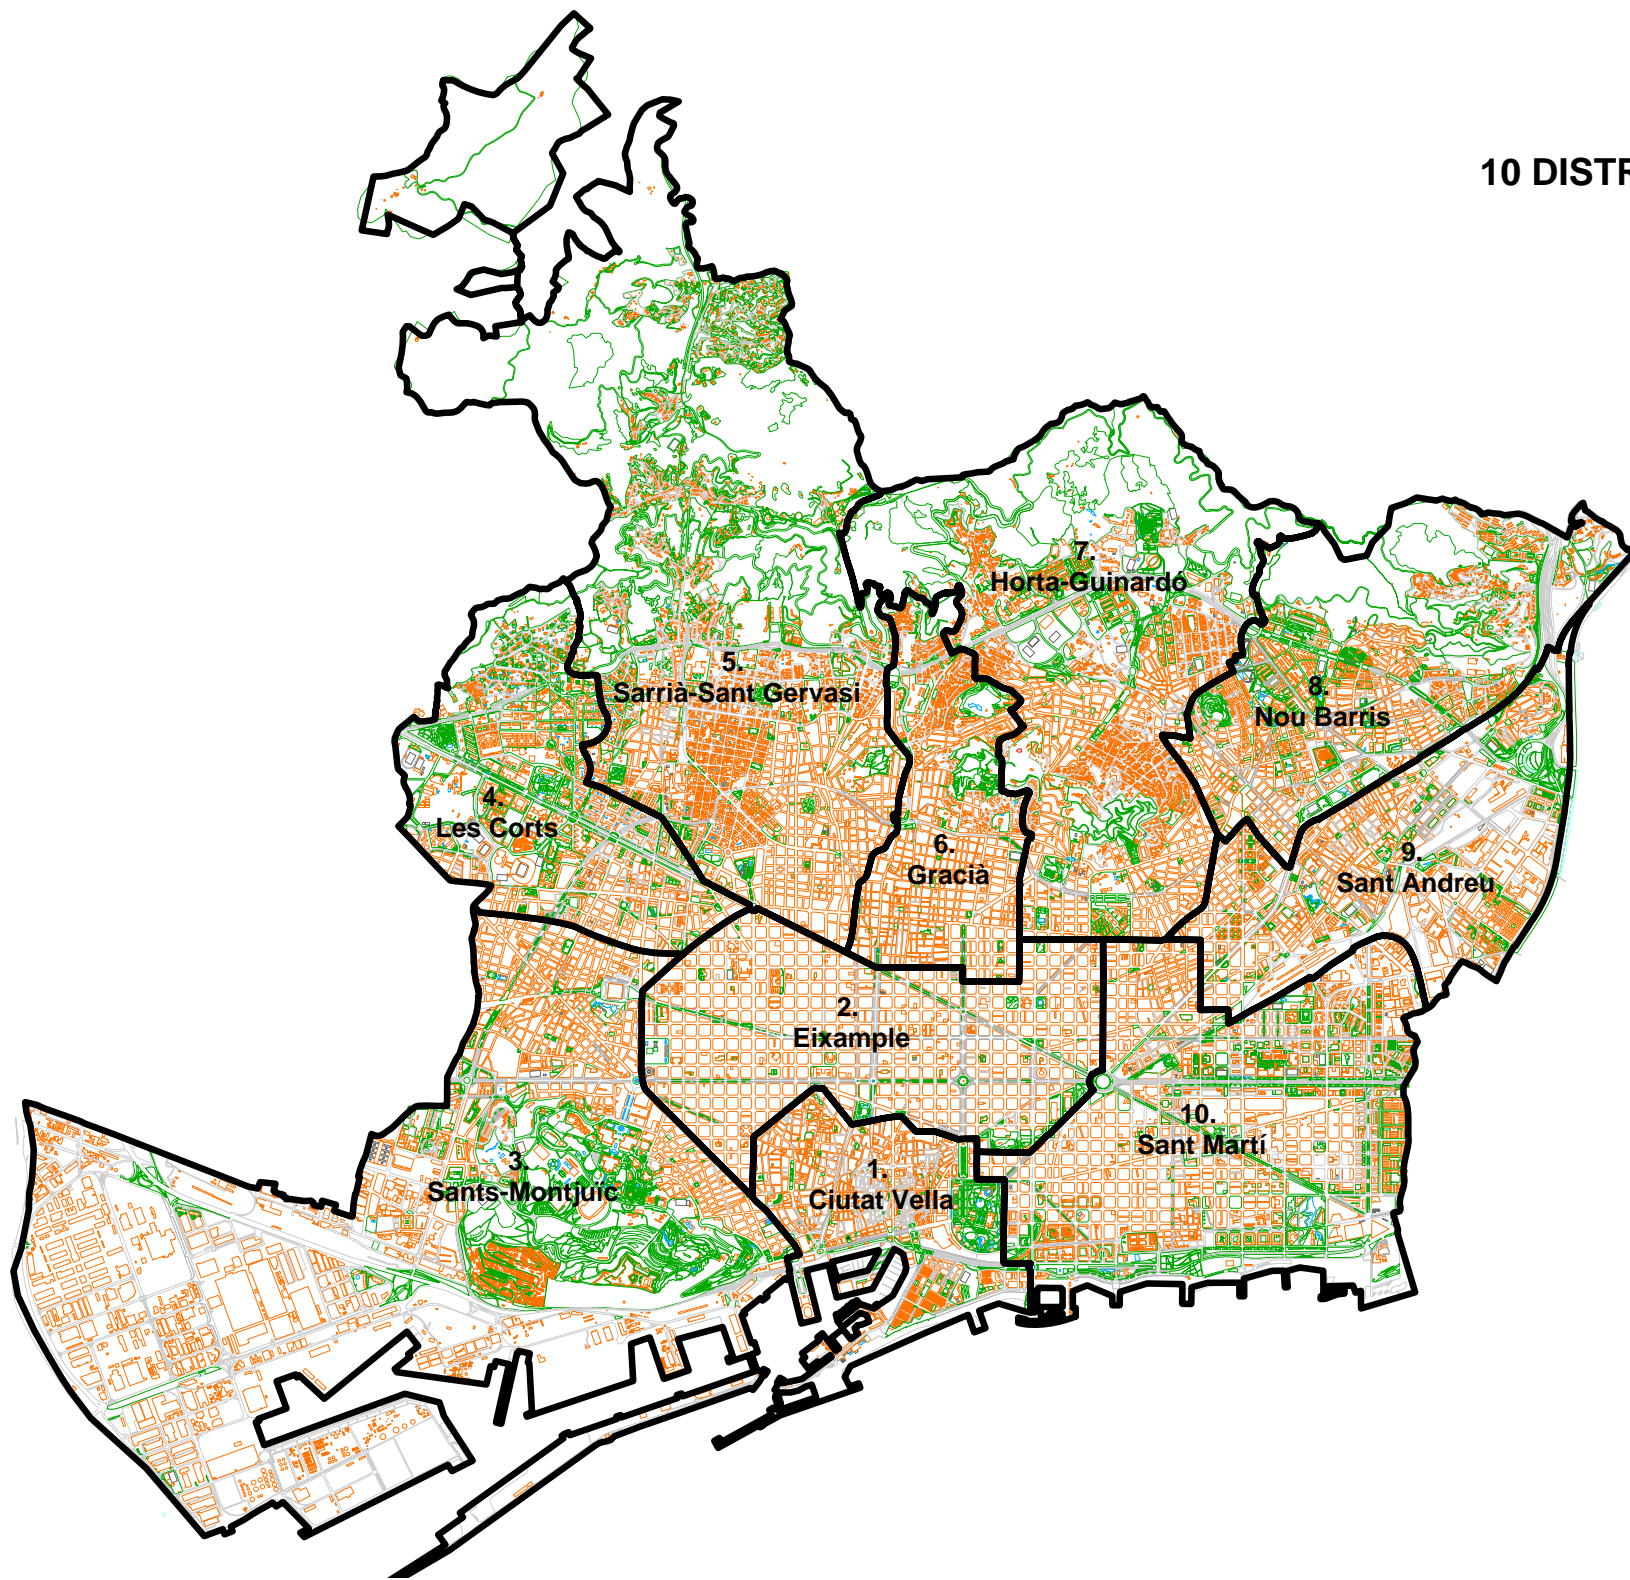 10 DISTR
7.
Horta-Guinardó
5.
Sarrià-Sant Gervasi
8.
Nou Barris
4.
Les Corts
6.
Gracià
9.
Sant Andreu
2.
Eixample
10.
Sant Martí
3.
Sants-Montjuïc
1.
Ciutat Vella